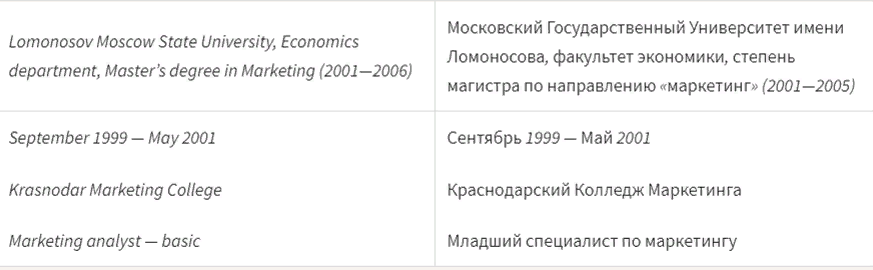 Lomonosov Moscow State University, Economics
department, Master’s degree in Marketing (2001—2006)
Московский Государственный Университет имени
Ломоносова, факультет экономики, степень
магистра по направлению «маркетинг» (2001—2005)
September 1999 — May 2001
Сентябрь 1999 — Май 2001
Krasnodar Marketing College
Краснодарский Колледж Маркетинга
Marketing analyst — basic
Младший специалист по маркетингу